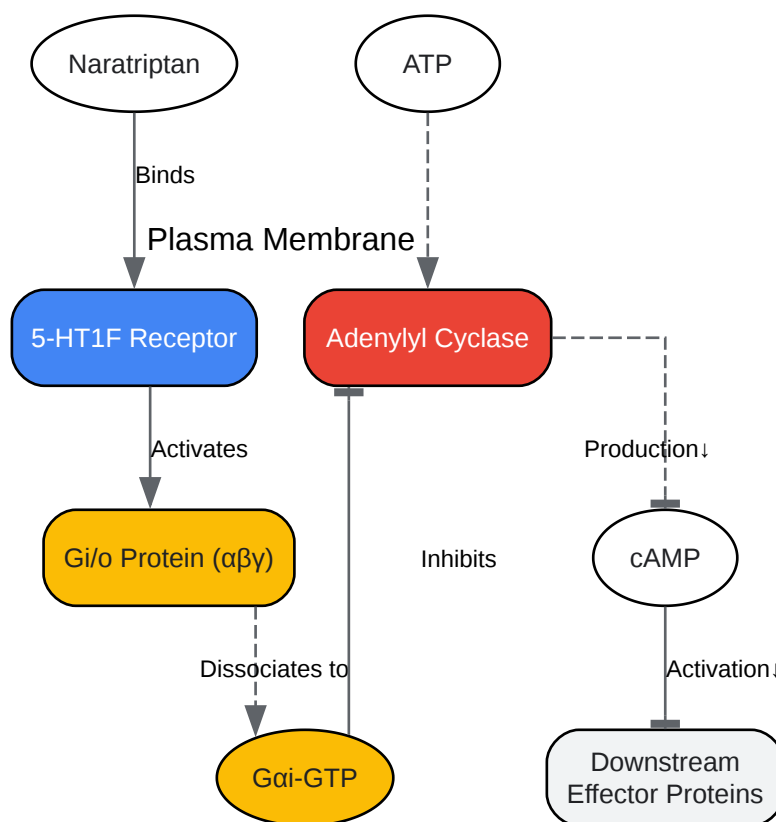 Naratriptan
ATP
Binds
Plasma Membrane
5-HT1F Receptor
Adenylyl Cyclase
Activates
Production↓
Gi/o Protein (αβγ)
Inhibits
cAMP
Dissociates to
Activation↓
Gαi-GTP
Downstream
Effector Proteins